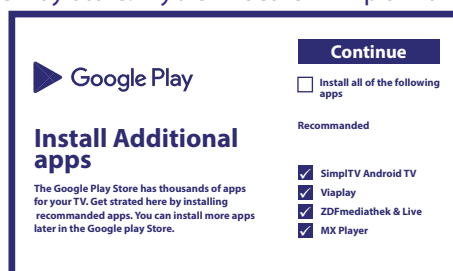 Continue
Google Play
Install all of the following
apps
Recommanded
Install Additional
apps
The Google Play Store has thousands of apps
for your TV. Get strated here by installing
recommanded apps. You can install more apps
later in the Google play Store.
SimplTV Android TV
Viaplay
ZDFmediathek & Live
MX Player